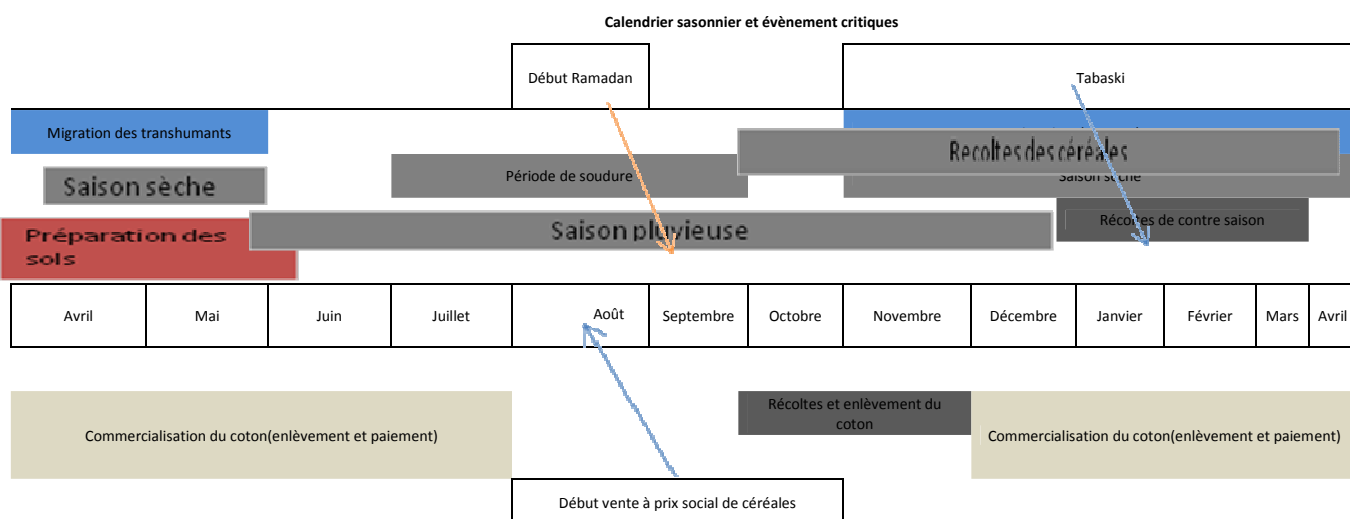 Calendrier sasonnier et évènement critiques
Début Ramadan
Tabaski
Migration des transhumants
Recoltes des céréales
Saison sèche
Période de soudure
Saison sèche
Récoltes de contre saison
Préparation des
sols
Saison pluvieuse
Avril
Mai
Juin
Juillet
Août
Septembre
Octobre
Novembre
Décembre
Janvier
Février
Mars
Avril
Récoltes et enlèvement du
coton
Commercialisation du coton(enlèvement et paiement)
Commercialisation du coton(enlèvement et paiement)
Début vente à prix social de céréales